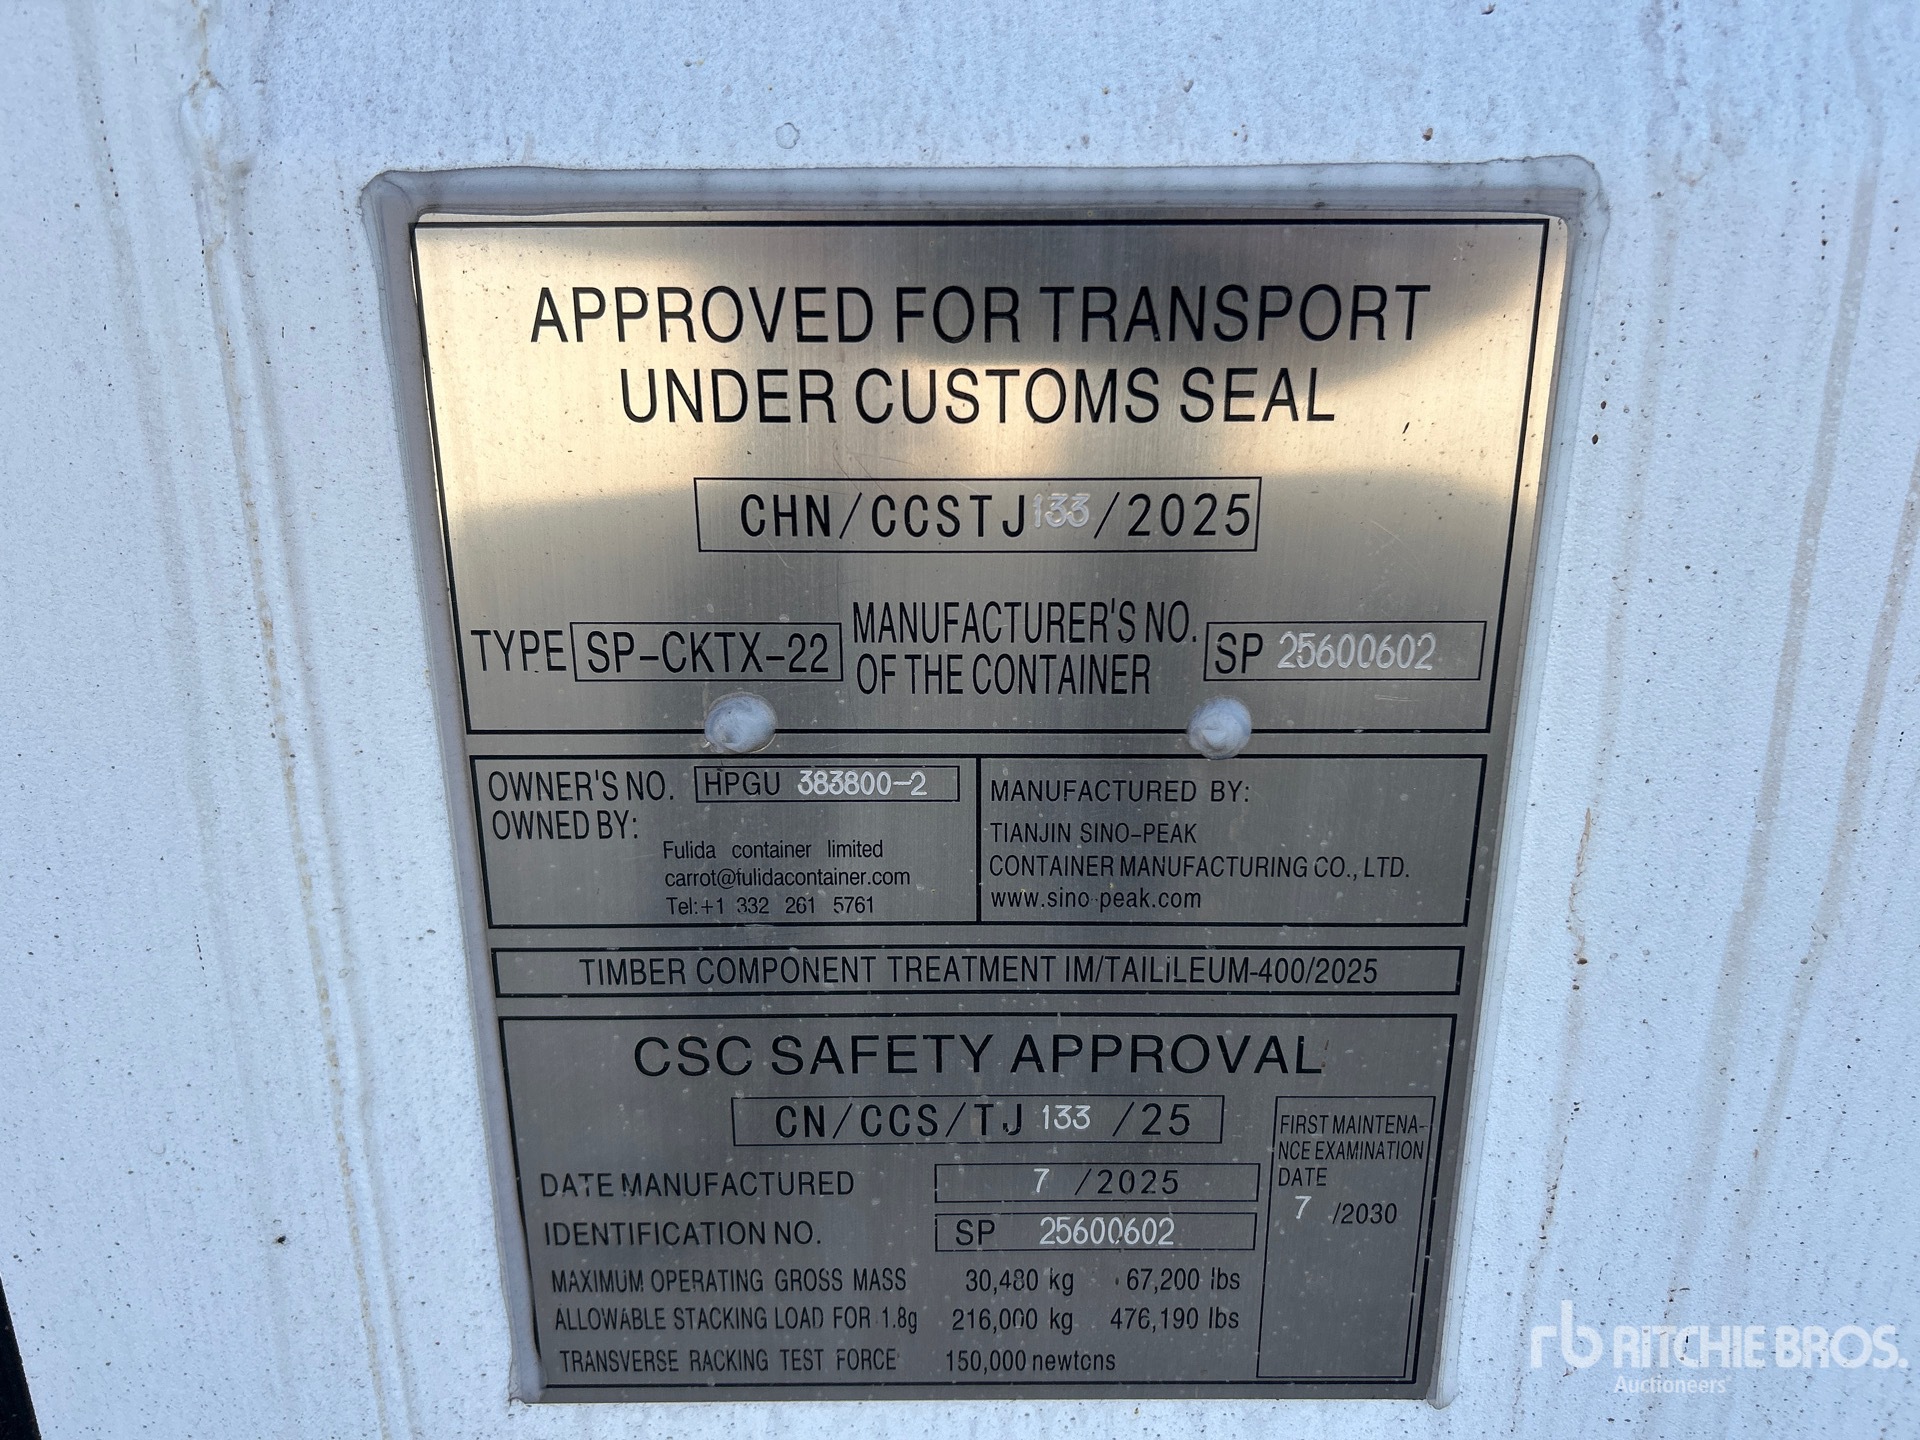 APPROVED FOR TRANSPORT
UNDER CUSTOMS SEAL
CHN/CCSTJ133/2025
TYPE SP-CKTX-22 MANUFACTURER'S NO. OF THE CONTAINER SP 25600602
OWNER'S NO. HPGU 383800-2
OWNED BY:
Fulida container limited
carrot@fulidacontainer.com
Tel:+1 332 261 5761
MANUFACTURED BY:
TIANJIN SINO-PEAK
CONTAINER MANUFACTURING CO., LTD.
www.sino-peak.com
TIMBER COMPONENT TREATMENT IM/TAILILEUM-400/2025
CSC SAFETY APPROVAL
CN/CCS/TJ 133 /25
DATE MANUFACTURED 7 /2025
IDENTIFICATION NO. SP 25600602
MAXIMUM OPERATING GROSS MASS 30,480 kg 67,200 lbs
ALLOWABLE STACKING LOAD FOR 1.8g 216,000 kg 476,190 lbs
TRANSVERSE RACKING TEST FORCE 150,000 newtons
FIRST MAINTENA-
NCE EXAMINATION
DATE
7 /2030
rb RITCHIE BROS.
Auctioneers